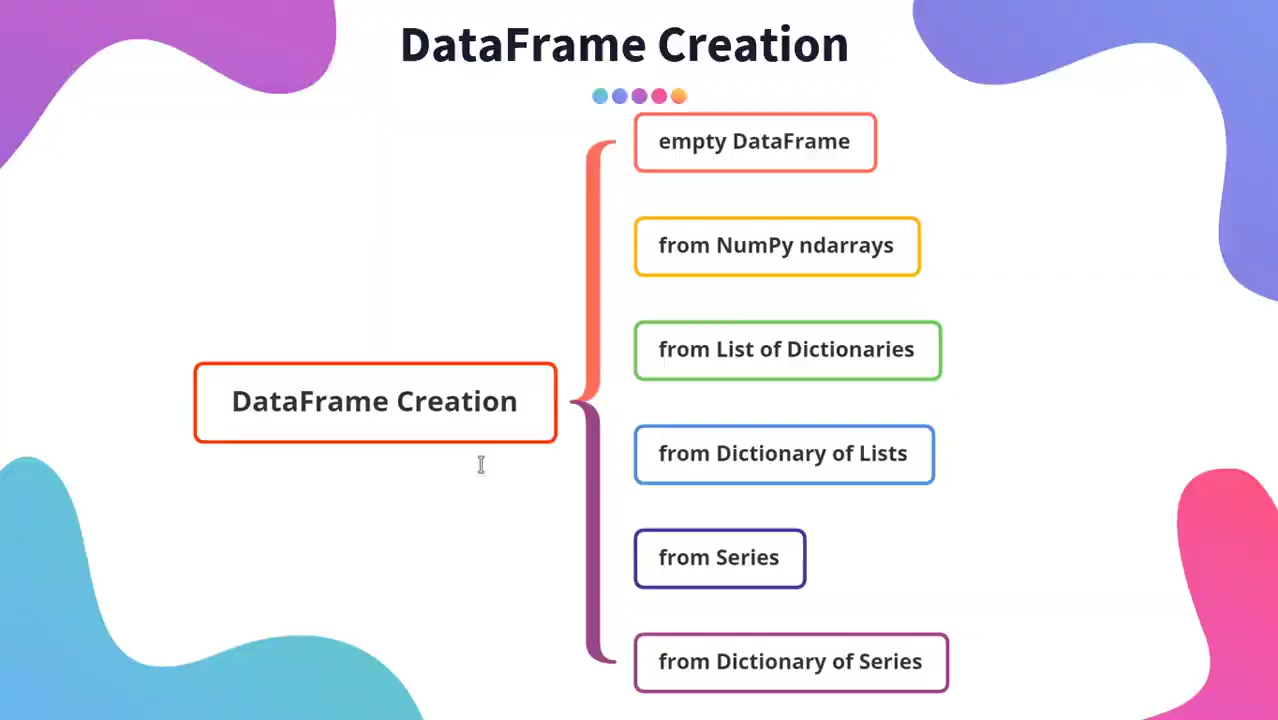 DataFrame Creation
empty DataFrame
from NumPy ndarrays
from List of Dictionaries
DataFrame Creation
from Dictionary of Lists
from Series
from Dictionary of Series